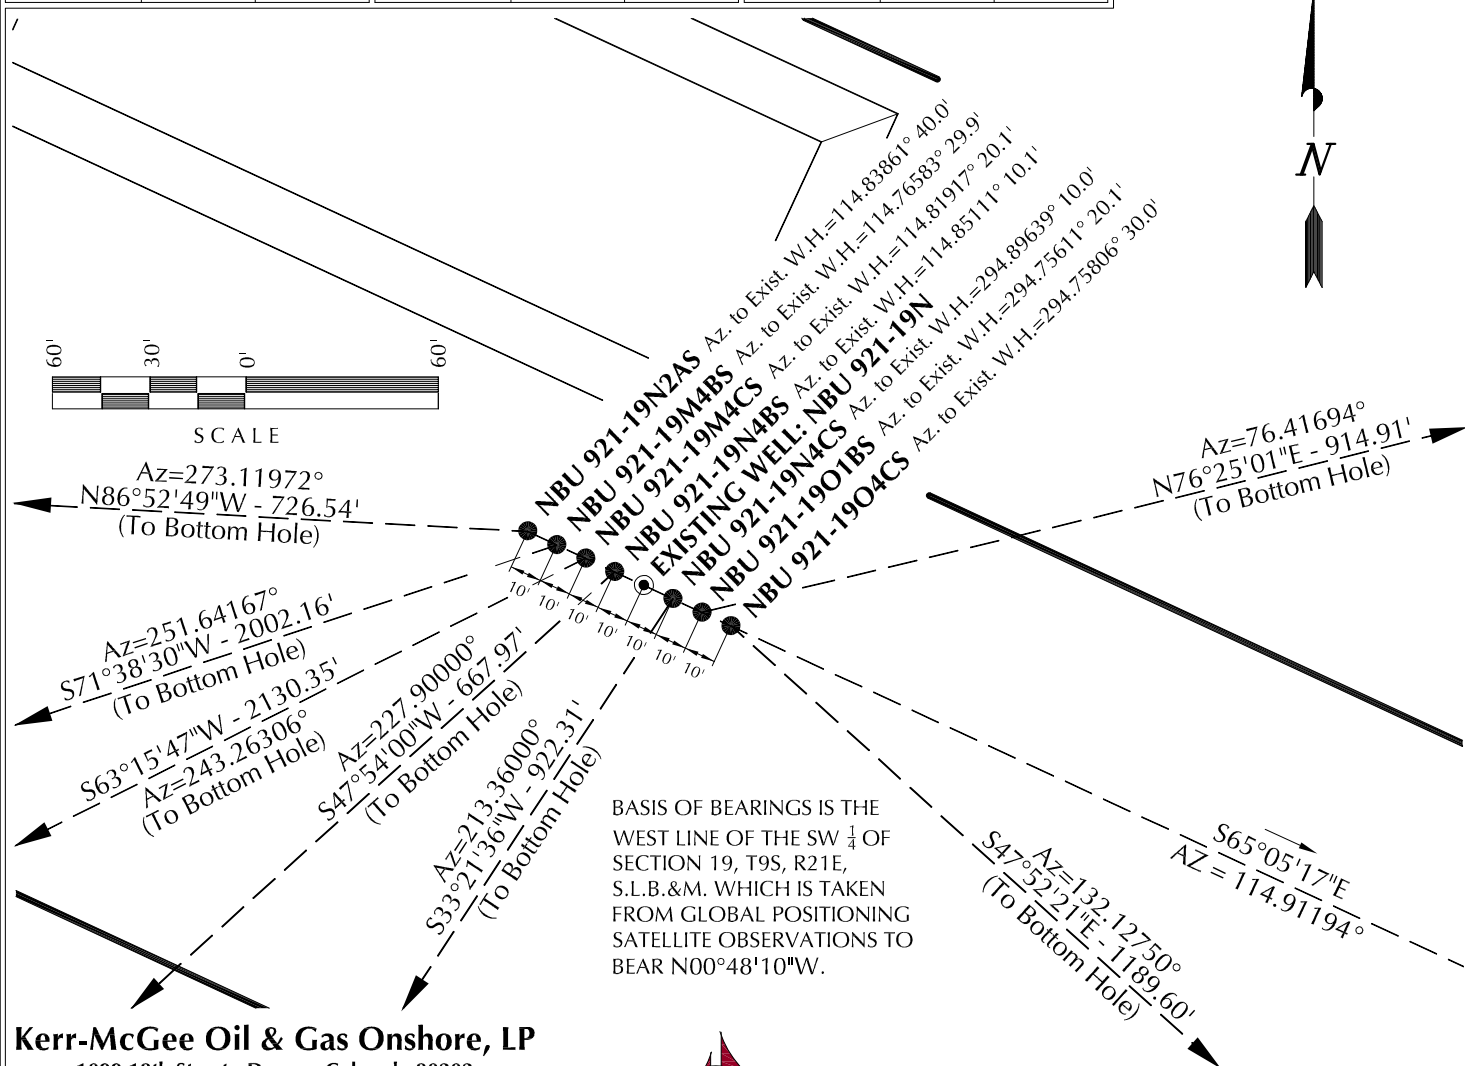 N
NBU 921-19N2AS Az. to Exist. W.H.=114.83861° 40.0'
NBU 921-19M4BS Az. to Exist. W.H.=114.76583° 29.9'
NBU 921-19M4CS Az. to Exist. W.H.=114.81917° 20.1'
NBU 921-19N4BS Az. to Exist. W.H.=114.85111° 10.1'
EXISTING WELL: NBU 921-19N
NBU 921-19N4CS Az. to Exist. W.H.=294.89639° 10.0'
NBU 921-19O1BS Az. to Exist. W.H.=294.75611° 20.1'
NBU 921-19O4CS Az. to Exist. W.H.=294.75806° 30.0'
60' 30' 0' 60'
SCALE
Az=273.11972°
N86°52'49"W - 726.54'
(To Bottom Hole)
Az=76.41694°
N76°25'01"E - 914.91'
(To Bottom Hole)
10' 10' 10' 10' 10' 10' 10'
Az=251.64167°
S71°38'30"W - 2002.16'
(To Bottom Hole)
S63°15'47"W - 2130.35'
Az=243.26306°
(To Bottom Hole)
Az=227.90000°
S47°54'00"W - 667.97'
(To Bottom Hole)
Az=213.36000°
S33°21'36"W - 922.31'
(To Bottom Hole)
BASIS OF BEARINGS IS THE
WEST LINE OF THE SW 1/4 OF
SECTION 19, T9S, R21E,
S.L.B.&M. WHICH IS TAKEN
FROM GLOBAL POSITIONING
SATELLITE OBSERVATIONS TO
BEAR N00°48'10"W.
Az=132.12750°
S47°52'21"E - 1189.60'
(To Bottom Hole)
S65°05'17"E
AZ = 114.91194°
Kerr-McGee Oil & Gas Onshore, LP